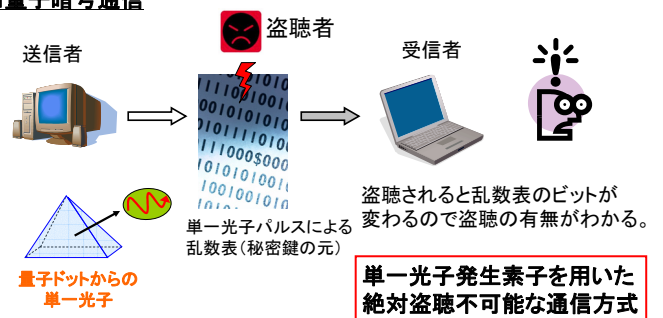 量子暗号通信
盗聴者
送信者
受信者
単一光子パルスによる
乱数表(秘密鍵の元)
盗聴されると乱数表のビットが
変わるので盗聴の有無がわかる。
量子ドットからの
単一光子
単一光子発生素子を用いた
絶対盗聴不可能な通信方式